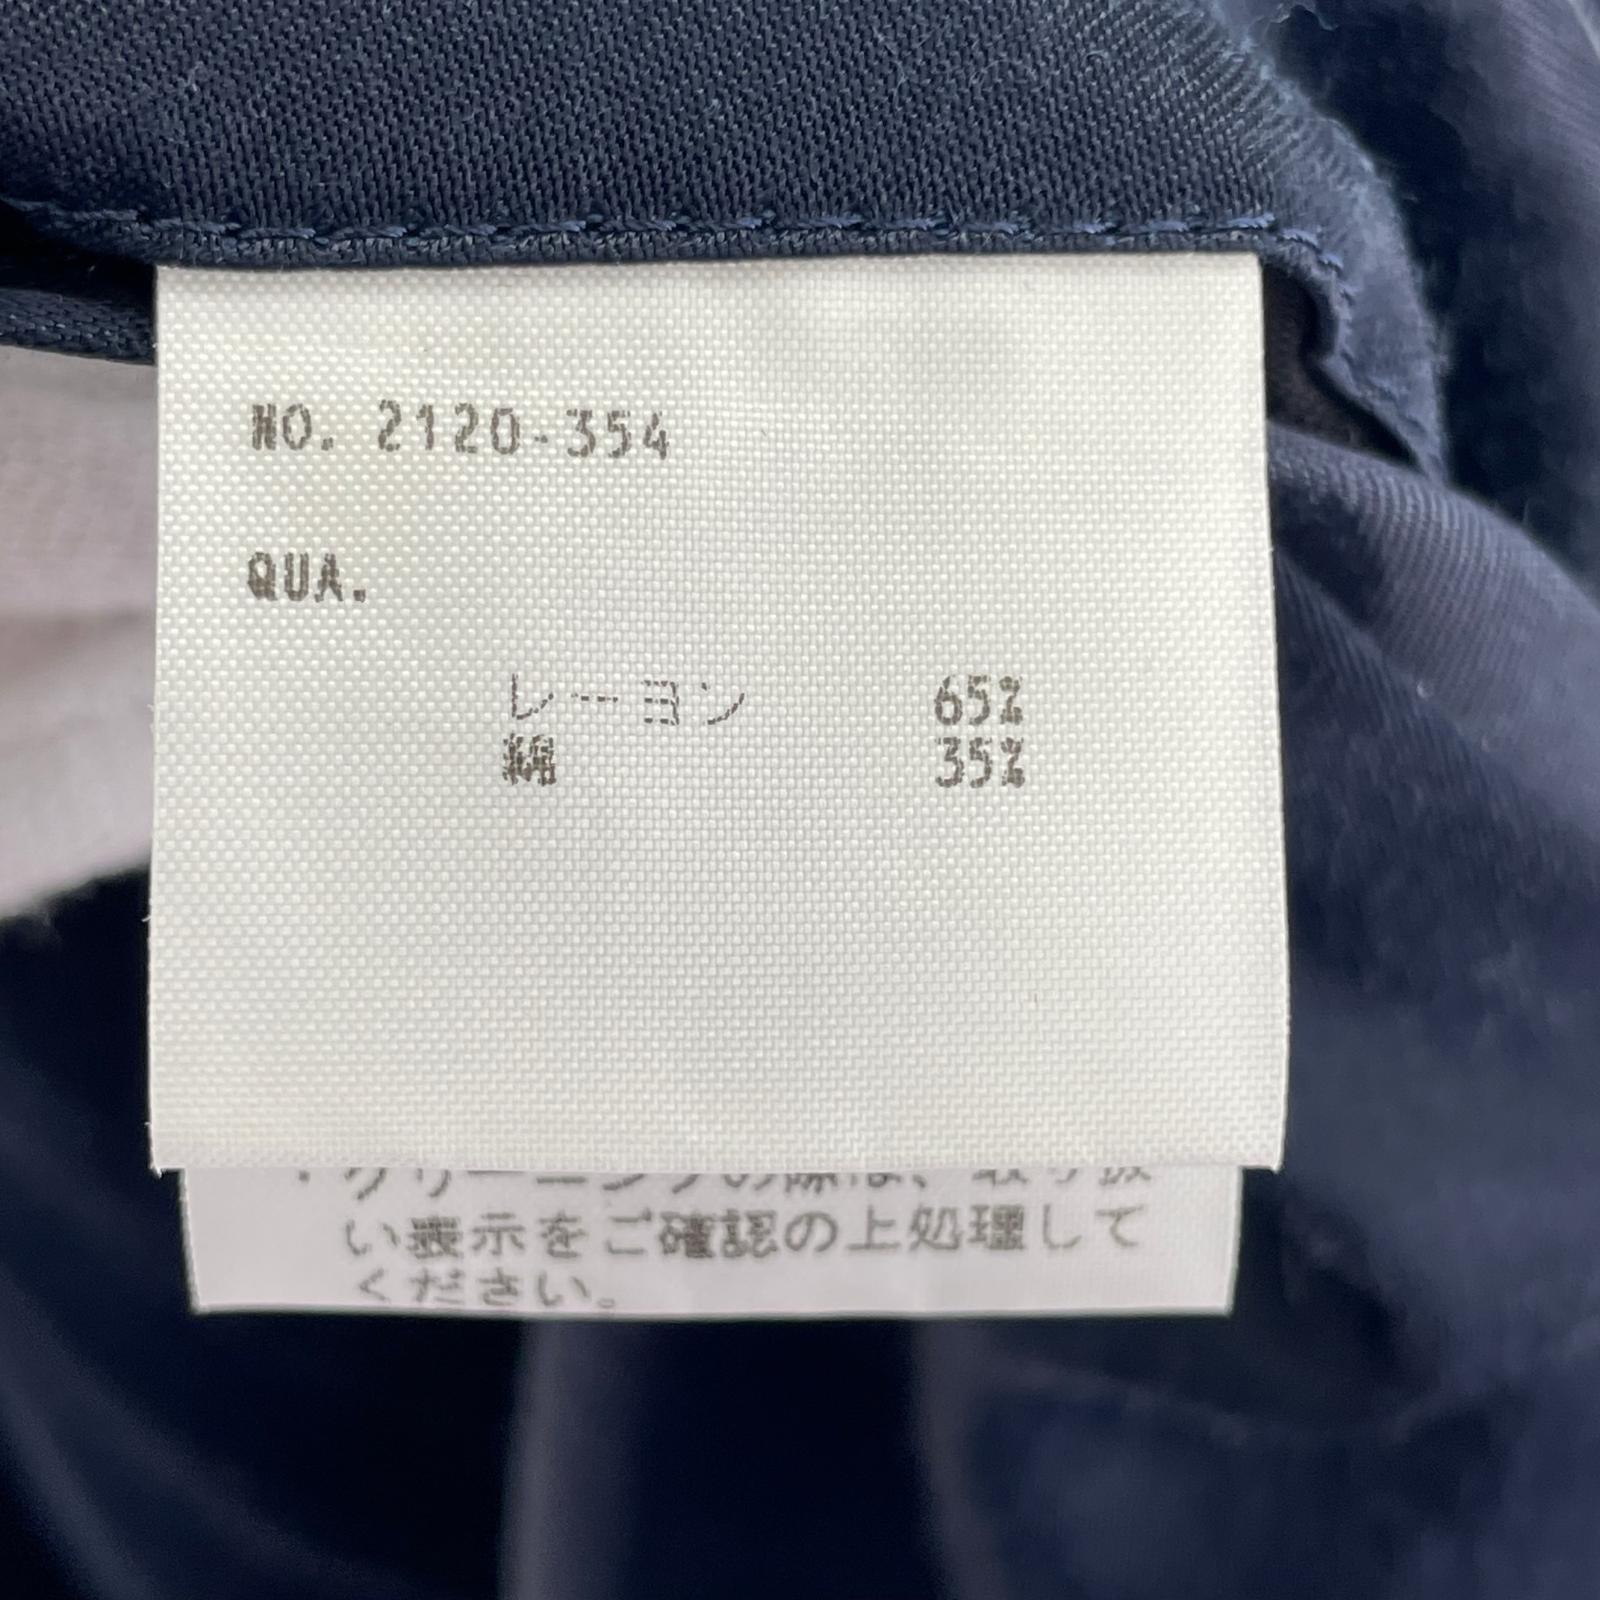 NO. 2120-354
QUA.
レーヨン 65%
綿 35%
・クリーニングの際は、取り扱
い表示をご確認の上処理して
ください。